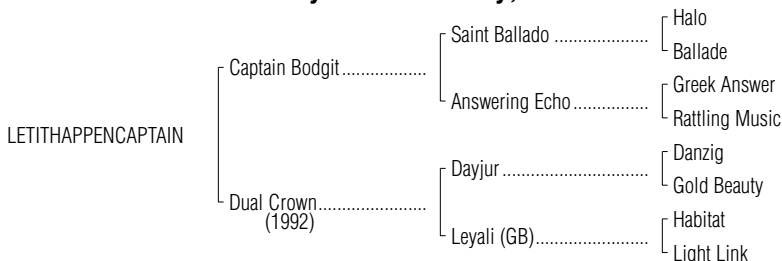 Halo
Saint Ballado ....................
Ballade
Captain Bodgit..................
Greek Answer
Answering Echo................
Rattling Music
LETITHAPPENCAPTAIN
Danzig
Dayjur ...............................
Gold Beauty
Dual Crown.......................
(1992)
Habitat
Leyali (GB)........................
Light Link